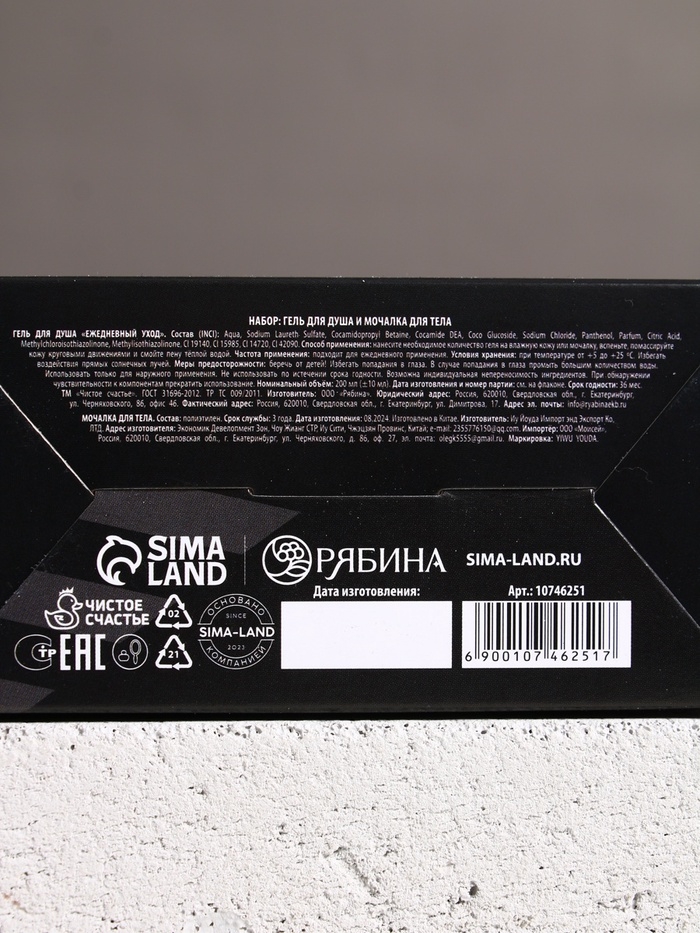 НАБОР: ГЕЛЬ ДЛЯ ДУША И МОЧАЛКА ДЛЯ ТЕЛА
ГЕЛЬ ДЛЯ ДУША «ЕЖЕДНЕВНЫЙ УХОД». Состав (INCI): Aqua, Sodium Laureth Sulfate, Cocamidopropyl Betaine, Cocamide DEA, Coco Glucoside, Sodium Chloride, Panthenol, Parfum, Citric Acid,
Methylchloroisothiazolinone, Methylisothiazolinone, CI 19140, CI 15985, CI 14720, CI 42090. Способ применения: нанесите необходимое количество геля на влажную кожу или мочалку, вспеньте, помассируйте
кожу круговыми движениями и смойте пену тёплой водой. Частота применения: подходит для ежедневного применения. Условия хранения: при температуре от +5 до +25 °С. Избегать
воздействия прямых солнечных лучей. Меры предосторожности: беречь от детей! Избегать попадания в глаза. В случае попадания в глаза промыть большим количеством воды.
Использовать только для наружного применения. Не использовать по истечении срока годности. Возможна индивидуальная непереносимость ингредиентов. При обнаружении
чувствительности к компонентам прекратить использование. Номинальный объём: 200 мл (±10 мл). Дата изготовления и номер партии: см. на флаконе. Срок годности: 36 мес.
ТМ «Чистое счастье». ГОСТ 31696-2012. ТР ТС 009/2011. Изготовитель: ООО «Рябина». Юридический адрес: Россия, 620010, Свердловская обл., г. Екатеринбург,
ул. Черняховского, 86, офис 46. Фактический адрес: Россия, 620010, Свердловская обл., г. Екатеринбург, ул. Димитрова, 17. Адрес эл. почты: info@ryabinaekb.ru
МОЧАЛКА ДЛЯ ТЕЛА. Состав: полиэтилен. Срок службы: 3 года. Дата изготовления: 08.2024. Изготовлено в Китае. Изготовитель: Иу Йоуда Импорт энд Экспорт Ко,
ЛТД. Адрес изготовителя: Экономик Девелопмент Зон, Чоу Жианг СТР, Иу Сити, Чжэцзян Провинс, Китай; e-mail: 2355776150@qq.com. Импортёр: ООО «Моисей».
Россия, 620010, Свердловская обл., г. Екатеринбург, ул. Черняховского, д. 86, оф. 27, эл. почта: olegk5555@gmail.ru. Маркировка: YIWU YOUDA.
SIMA LAND
РЯБИНА
SIMA-LAND.RU
Дата изготовления:
Арт.: 10746251
ЧИСТОЕ СЧАСТЬЕ
02
ОСНОВАНО
SINCE
SIMA-LAND
2023
КОМПАНИЕЙ
СТР
EAC
21
6 900107 462517